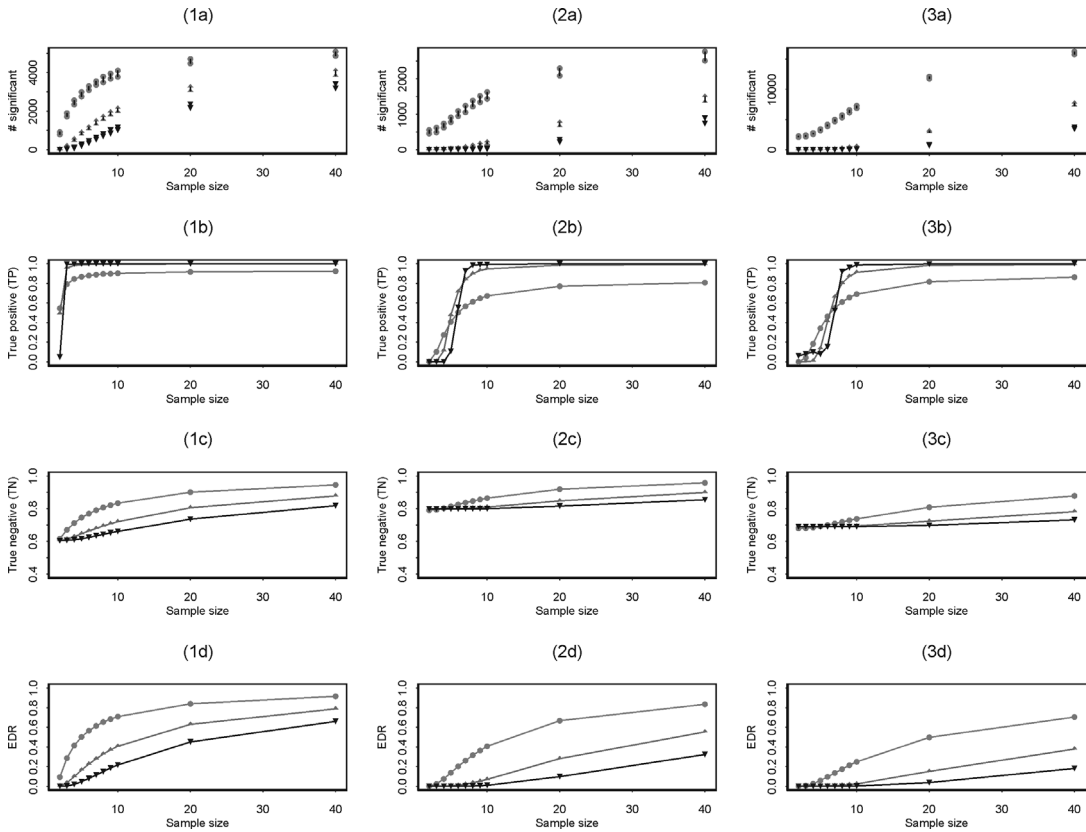 (1a) (2a) (3a)
# significant
0 2000 4000
10 20 30 40
Sample size
# significant
0 1000 2000
10 20 30 40
Sample size
# significant
0 10000
10 20 30 40
Sample size
(1b) (2b) (3b)
True positive (TP)
0.0 0.2 0.4 0.6 0.8 1.0
10 20 30 40
Sample size
True positive (TP)
0.0 0.2 0.4 0.6 0.8 1.0
10 20 30 40
Sample size
True positive (TP)
0.0 0.2 0.4 0.6 0.8 1.0
10 20 30 40
Sample size
(1c) (2c) (3c)
True negative (TN)
0.4 0.6 0.8 1.0
10 20 30 40
Sample size
True negative (TN)
0.4 0.6 0.8 1.0
10 20 30 40
Sample size
True negative (TN)
0.4 0.6 0.8 1.0
10 20 30 40
Sample size
(1d) (2d) (3d)
EDR
0.0 0.2 0.4 0.6 0.8 1.0
10 20 30 40
Sample size
EDR
0.0 0.2 0.4 0.6 0.8 1.0
10 20 30 40
Sample size
EDR
0.0 0.2 0.4 0.6 0.8 1.0
10 20 30 40
Sample size